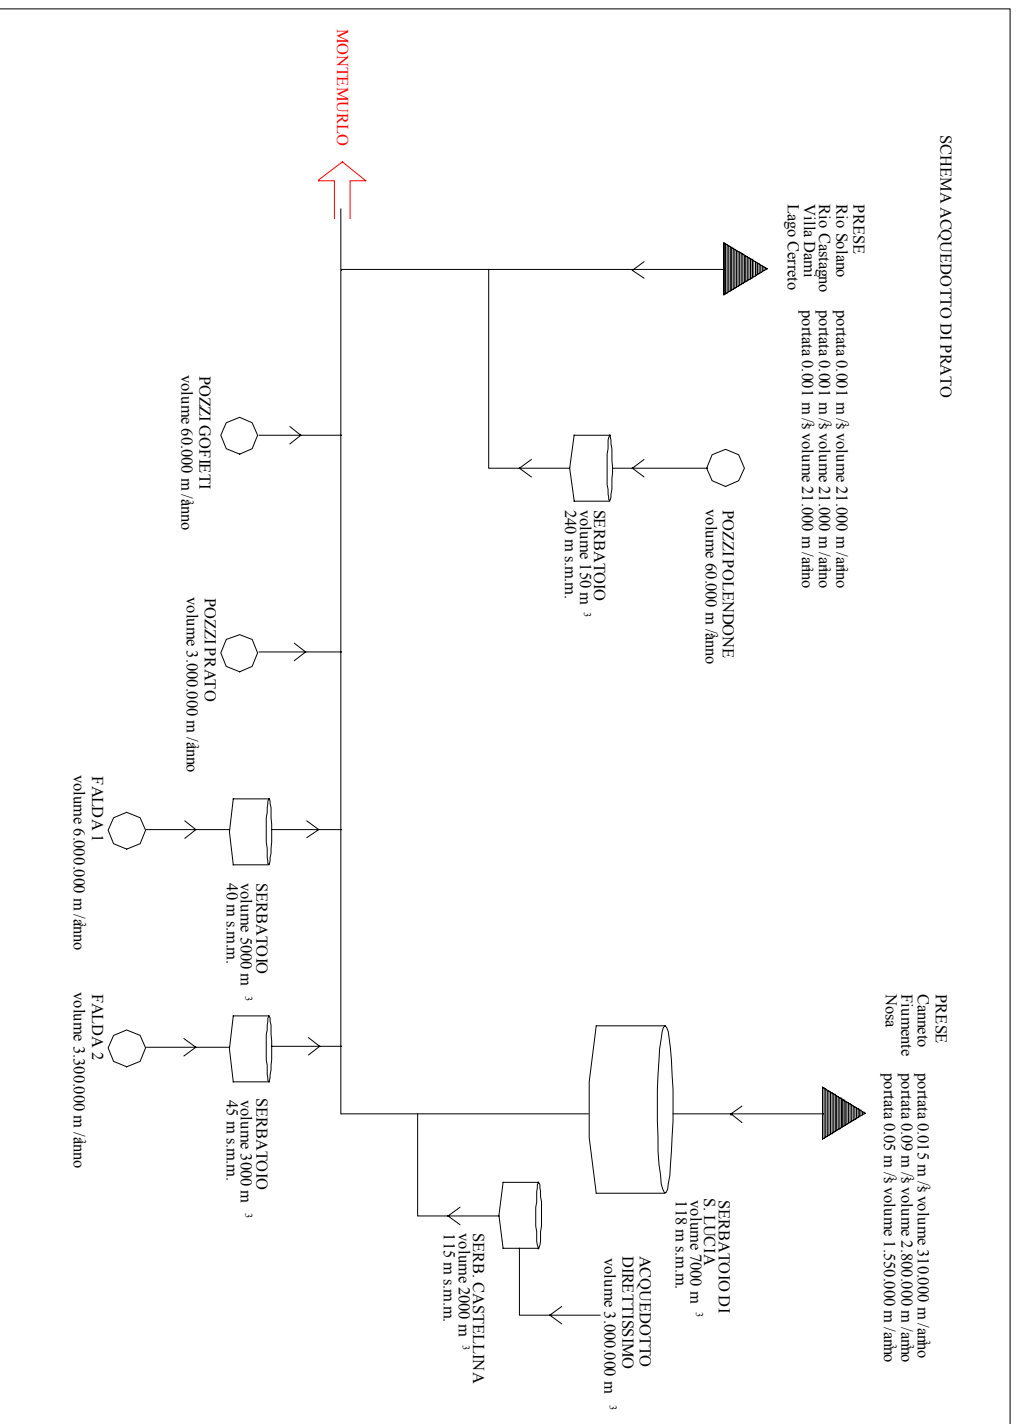 SCHEMA ACQUEDOTTO DI PRATO
PRESE
Rio Solano portata 0.001 m³/s volume 21.000 m³/anno
Rio Castagno portata 0.001 m³/s volume 21.000 m³/anno
Villa Dami portata 0.001 m³/s volume 21.000 m³/anno
Lago Cerreto
PRESE
Canneto portata 0.015 m³/s volume 310.000 m³/anno
Fiumente portata 0.09 m³/s volume 2.800.000 m³/anno
Nosa portata 0.05 m³/s volume 1.550.000 m³/anno
POZZI POLENDONE
volume 60.000 m³/anno
SERBATOIO
volume 150 m³
240 m s.m.m.
SERBATOIO DI
S. LUCIA
volume 7000 m³
118 m s.m.m.
ACQUEDOTTO
DIRETTISSIMO
volume 3.000.000 m³
SERB. CASTELLINA
volume 2000 m³
115 m s.m.m.
MONTEMURLO
POZZI GOFIETI
volume 60.000 m³/anno
POZZI PRATO
volume 3.000.000 m³/anno
SERBATOIO
volume 5000 m³
40 m s.m.m.
SERBATOIO
volume 3000 m³
45 m s.m.m.
FALDA 1
volume 6.000.000 m³/anno
FALDA 2
volume 3.300.000 m³/anno